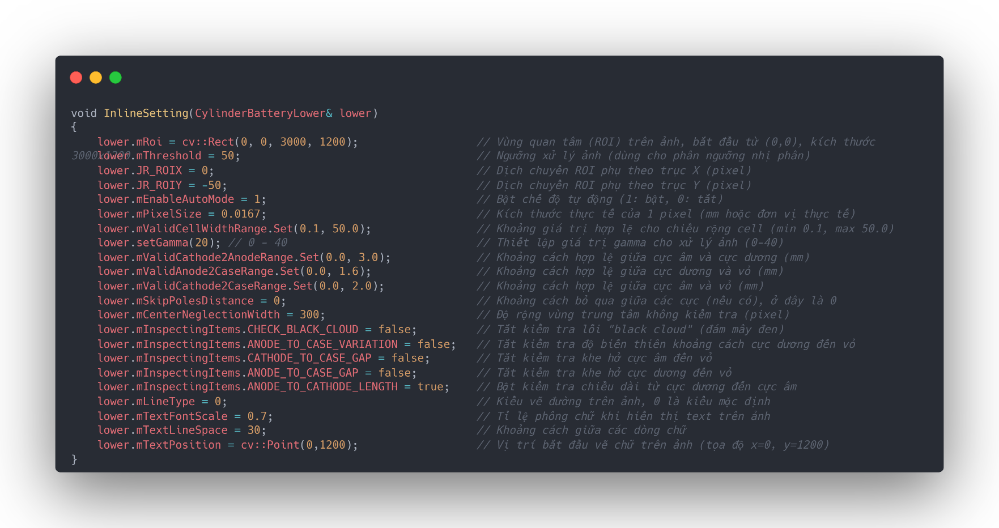 void InlineSetting(CylinderBatteryLower& lower)
{
    lower.mRoi = cv::Rect(0, 0, 3000, 1200);                  // Vùng quan tâm (ROI) trên ảnh, bắt đầu từ (0,0), kích thước
3000x1200
    lower.mThreshold = 50;                                    // Ngưỡng xử lý ảnh (dùng cho phân ngưỡng nhị phân)
    lower.JR_ROIX = 0;                                        // Dịch chuyển ROI phụ theo trục X (pixel)
    lower.JR_ROIY = -50;                                      // Dịch chuyển ROI phụ theo trục Y (pixel)
    lower.mEnableAutoMode = 1;                                // Bật chế độ tự động (1: bật, 0: tắt)
    lower.mPixelSize = 0.0167;                                // Kích thước thực tế của 1 pixel (mm hoặc đơn vị thực tế)
    lower.mValidCellWidthRange.Set(0.1, 50.0);                // Khoảng giá trị hợp lệ cho chiều rộng cell (min 0.1, max 50.0)
    lower.setGamma(20); // 0 - 40                             // Thiết lập giá trị gamma cho xử lý ảnh (0-40)
    lower.mValidCathode2AnodeRange.Set(0.0, 3.0);             // Khoảng cách hợp lệ giữa cực âm và cực dương (mm)
    lower.mValidAnode2CaseRange.Set(0.0, 1.6);                // Khoảng cách hợp lệ giữa cực dương và vỏ (mm)
    lower.mValidCathode2CaseRange.Set(0.0, 2.0);              // Khoảng cách hợp lệ giữa cực âm và vỏ (mm)
    lower.mSkipPolesDistance = 0;                             // Khoảng cách bỏ qua giữa các cực (nếu có), ở đây là 0
    lower.mCenterNeglectionWidth = 300;                       // Độ rộng vùng trung tâm không kiểm tra (pixel)
    lower.mInspectingItems.CHECK_BLACK_CLOUD = false;         // Tắt kiểm tra lỗi "black cloud" (đám mây đen)
    lower.mInspectingItems.ANODE_TO_CASE_VARIATION = false;   // Tắt kiểm tra độ biến thiên khoảng cách cực dương đến vỏ
    lower.mInspectingItems.CATHODE_TO_CASE_GAP = false;       // Tắt kiểm tra khe hở cực âm đến vỏ
    lower.mInspectingItems.ANODE_TO_CASE_GAP = false;         // Tắt kiểm tra khe hở cực dương đến vỏ
    lower.mInspectingItems.ANODE_TO_CATHODE_LENGTH = true;    // Bật kiểm tra chiều dài từ cực dương đến cực âm
    lower.mLineType = 0;                                      // Kiểu vẽ đường trên ảnh, 0 là kiểu mặc định
    lower.mTextFontScale = 0.7;                               // Tỉ lệ phông chữ khi hiển thị text trên ảnh
    lower.mTextLineSpace = 30;                                // Khoảng cách giữa các dòng chữ
    lower.mTextPosition = cv::Point(0,1200);                  // Vị trí bắt đầu vẽ chữ trên ảnh (tọa độ x=0, y=1200)
}